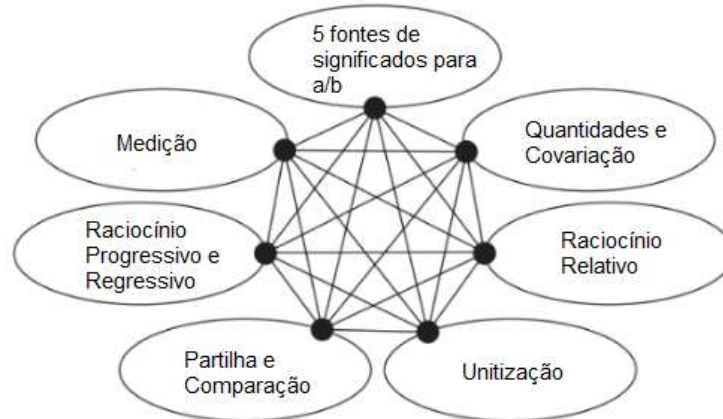 5 fontes de
significados para
a/b
Medição
Quantidades e
Covariação
Raciocínio
Progressivo e
Regressivo
Raciocínio
Relativo
Partilha e
Comparação
Unitização